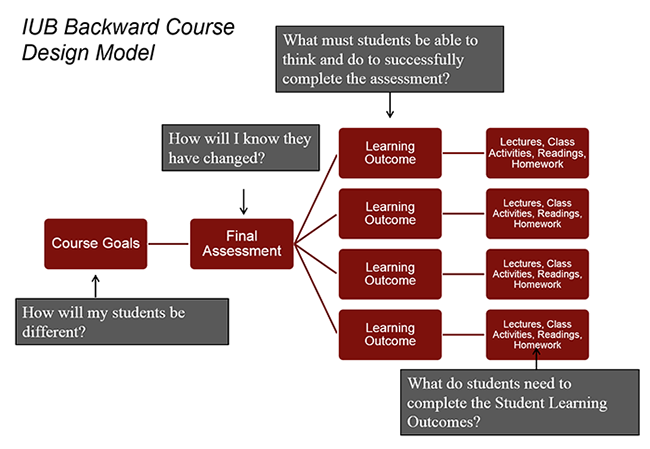 IUB Backward Course
Design Model
What must students be able to
think and do to successfully
complete the assessment?
How will I know they
have changed?
Learning
Outcome
Lectures, Class
Activities, Readings,
Homework
Learning
Outcome
Lectures, Class
Activities, Readings,
Homework
Course Goals
Final
Assessment
Learning
Outcome
Lectures, Class
Activities, Readings,
Homework
How will my students be
different?
Learning
Outcome
Lectures, Class
Activities, Readings,
Homework
What do students need to
complete the Student Learning
Outcomes?